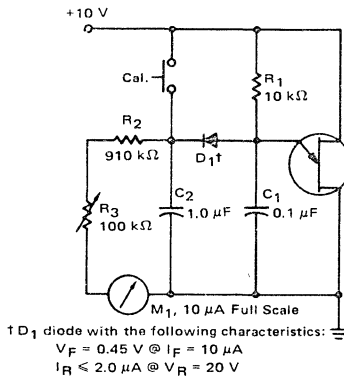 +10 V
Cal.
R1
10 kΩ
R2
910 kΩ
D1†
R3
100 kΩ
C2
1.0 μF
C1
0.1 μF
M1, 10 μA Full Scale
† D1 diode with the following characteristics:
VF = 0.45 V @ IF = 10 μA
IR ≤ 2.0 μA @ VR = 20 V